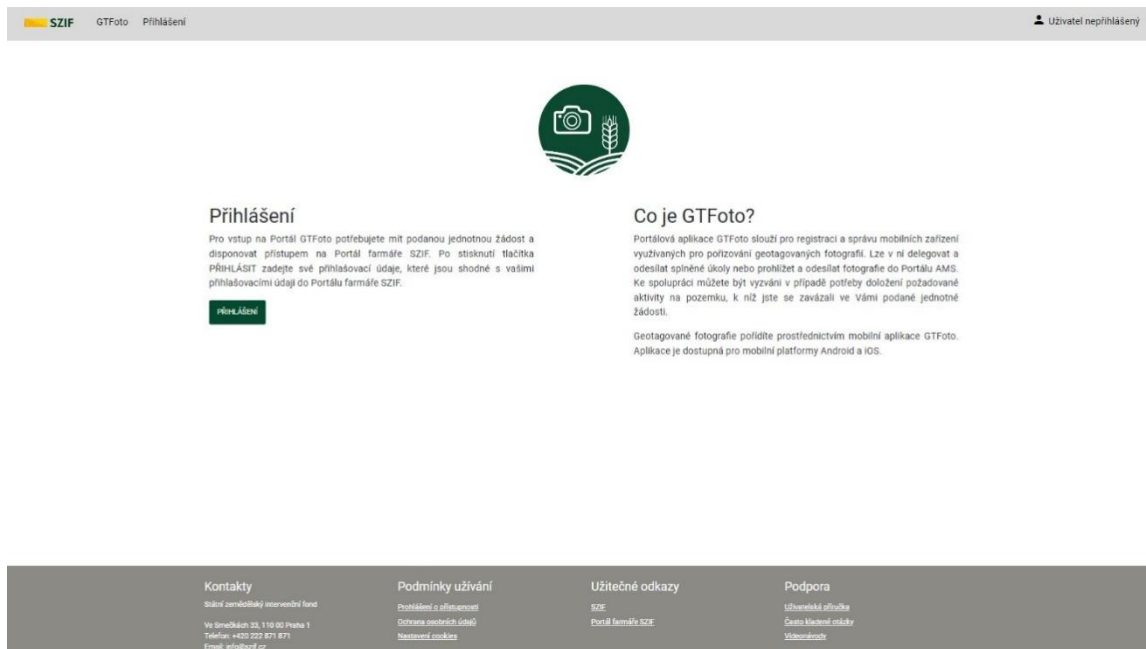 SZIF GTFoto Přihlášení Uživatel nepřihlášený
Přihlášení
Pro vstup na Portál GTFoto potřebujete mít podanou jednotnou žádost a
disponovat přístupem na Portál farmáře SZIF. Po stisknutí tlačítka
PŘIHLÁSIT zadejte své přihlašovací údaje, které jsou shodné s vašimi
přihlašovacími údaji do Portálu farmáře SZIF.
PŘIHLÁŠENÍ
Co je GTFoto?
Portálová aplikace GTFoto slouží pro registraci a správu mobilních zařízení
využívaných pro pořizování geotagovaných fotografií. Lze v ní delegovat a
odesílat splněné úkoly nebo prohlížet a odesílat fotografie do Portálu AMS.
Ke spolupráci můžete být vyzváni v případě potřeby doložení požadované
aktivity na pozemku, k níž jste se zavázali ve Vámi podané jednotné
žádosti.
Geotagované fotografie pořídíte prostřednictvím mobilní aplikace GTFoto.
Aplikace je dostupná pro mobilní platformy Android a iOS.
Kontakty
Státní zemědělský intervenční fond
Ve Smečkách 33, 110 00 Praha 1
Telefon: +420 222 871 871
Email: info@szif.cz
Podmínky užívání
Prohlášení o přístupnosti
Ochrana osobních údajů
Nastavení cookies
Užitečné odkazy
SZIF
Portál farmáře SZIF
Podpora
Uživatelská příručka
Často kladené otázky
Videonávody